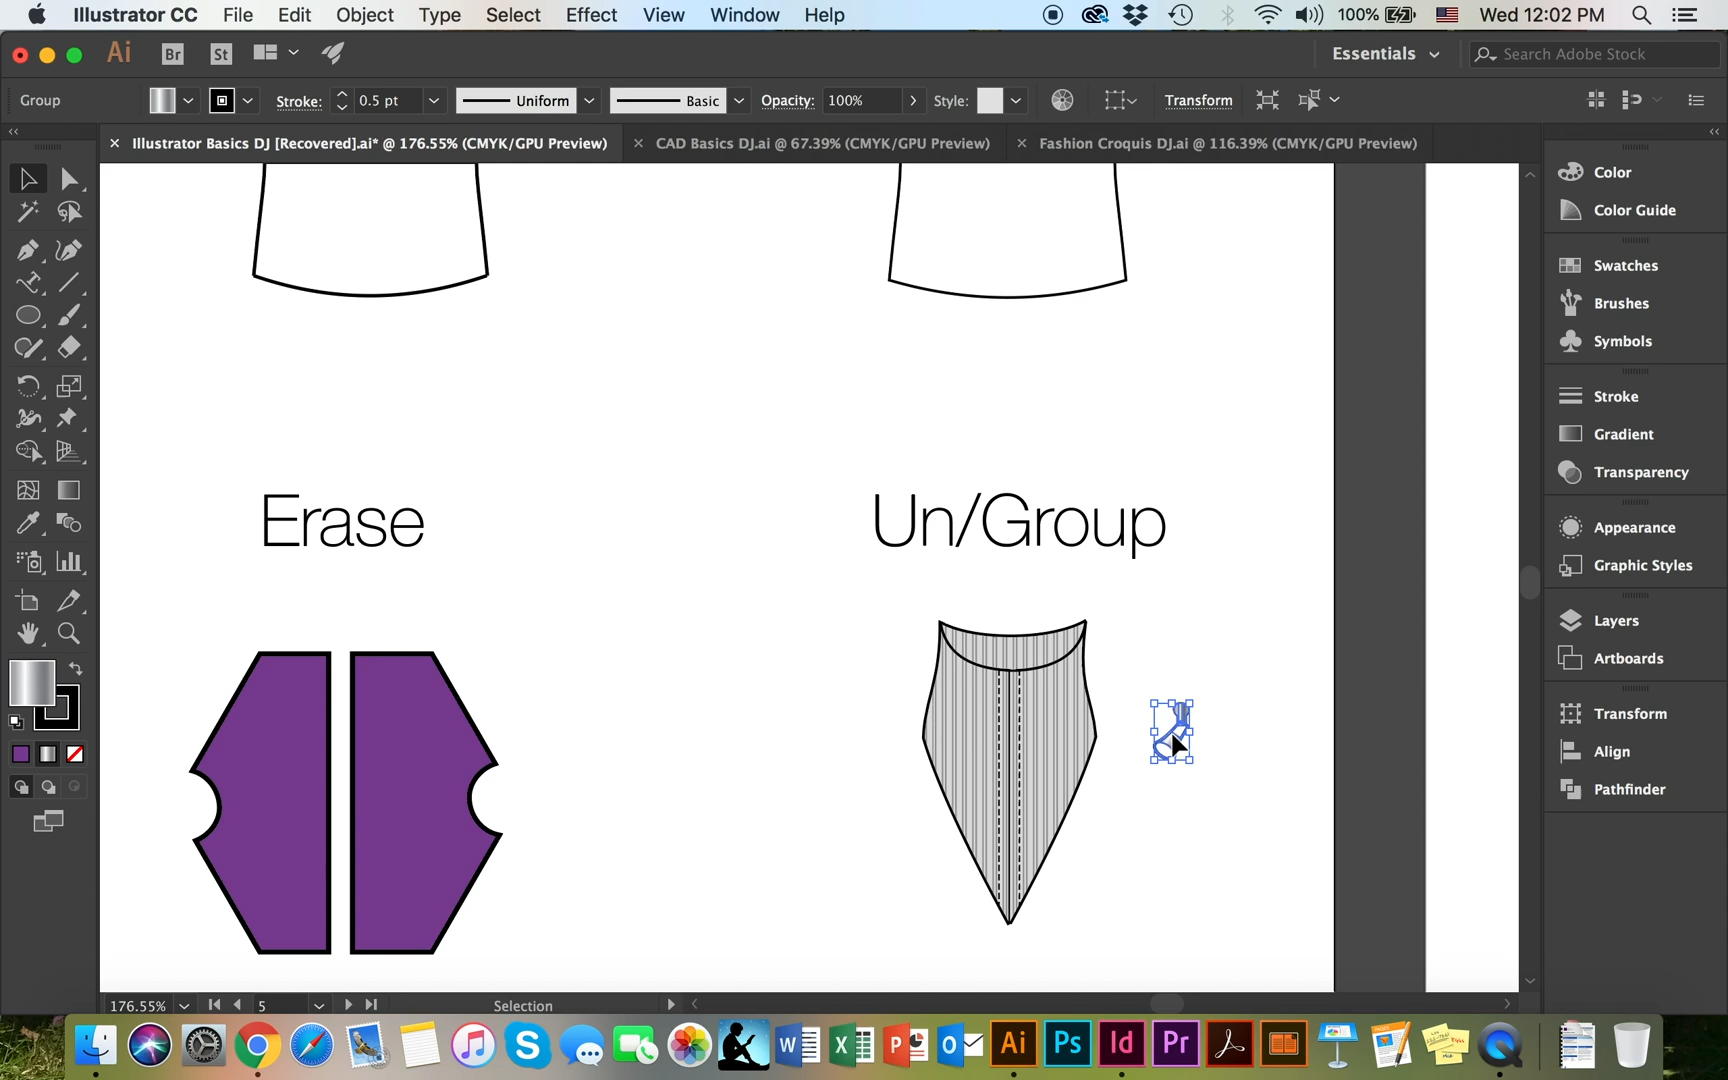 Illustrator CC File Edit Object Type Select Effect View Window Help 100% Wed 12:02 PM
Ai Br St Essentials Search Adobe Stock
Group Stroke: 0.5 pt Uniform Basic Opacity: 100% Style: Transform
× Illustrator Basics DJ [Recovered].ai* @ 176.55% (CMYK/GPU Preview) × CAD Basics DJ.ai @ 67.39% (CMYK/GPU Preview) × Fashion Croquis DJ.ai @ 116.39% (CMYK/GPU Preview)
Color
Color Guide
Swatches
Brushes
Symbols
Stroke
Gradient
Transparency
Appearance
Graphic Styles
Layers
Artboards
Transform
Align
Pathfinder
Erase
Un/Group
176.55% 5 Selection
W X P O Ai Ps Id Pr